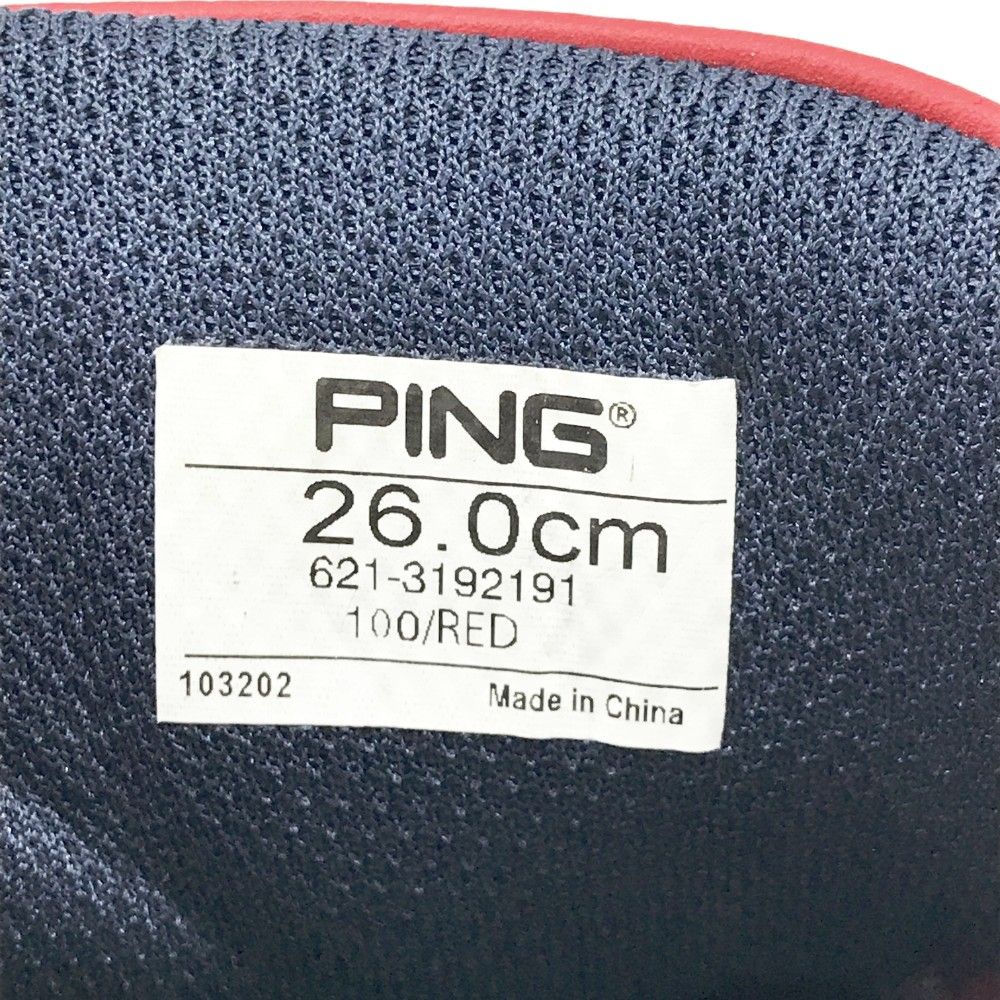 PING®
26.0cm
621-3192191
100/RED
103202 Made in China